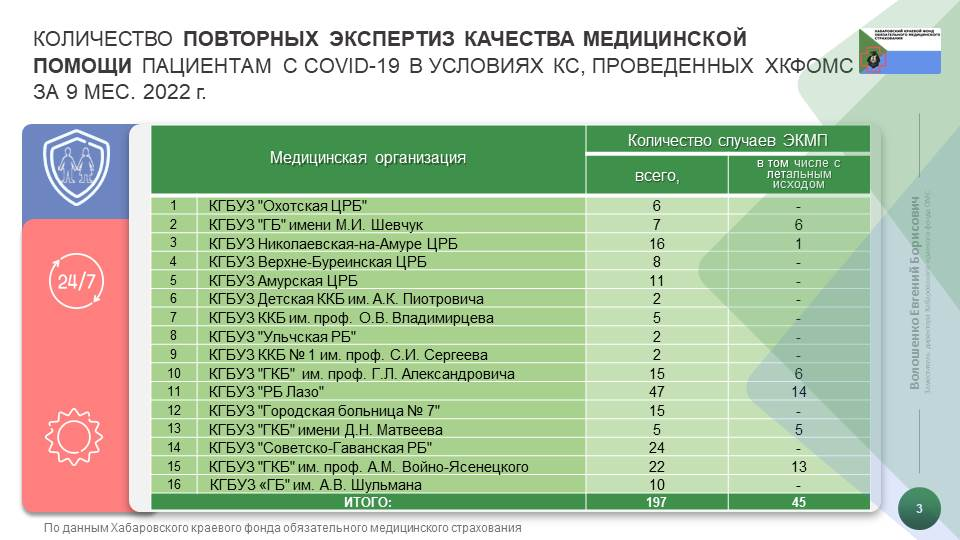 КОЛИЧЕСТВО ПОВТОРНЫХ ЭКСПЕРТИЗ КАЧЕСТВА МЕДИЦИНСКОЙ
ПОМОЩИ ПАЦИЕНТАМ С COVID-19 В УСЛОВИЯХ КС, ПРОВЕДЕННЫХ ХКФОМС
ЗА 9 МЕС. 2022 г.
ХАБАРОВСКИЙ КРАЕВОЙ ФОНД
ОБЯЗАТЕЛЬНОГО МЕДИЦИНСКОГО
СТРАХОВАНИЯ
24/7
Медицинская организация
Количество случаев ЭКМП
всего,
в том числе с
летальным
исходом
1 КГБУЗ "Охотская ЦРБ" 6 -
2 КГБУЗ "ГБ" имени М.И. Шевчук 7 6
3 КГБУЗ Николаевская-на-Амуре ЦРБ 16 1
4 КГБУЗ Верхне-Буреинская ЦРБ 8 -
5 КГБУЗ Амурская ЦРБ 11 -
6 КГБУЗ Детская ККБ им. А.К. Пиотровича 2 -
7 КГБУЗ ККБ им. проф. О.В. Владимирцева 5 -
8 КГБУЗ "Ульчская РБ" 2 -
9 КГБУЗ ККБ № 1 им. проф. С.И. Сергеева 2 -
10 КГБУЗ "ГКБ" им. проф. Г.Л. Александровича 15 6
11 КГБУЗ "РБ Лазо" 47 14
12 КГБУЗ "Городская больница № 7" 15 -
13 КГБУЗ "ГКБ" имени Д.Н. Матвеева 5 5
14 КГБУЗ "Советско-Гаванская РБ" 24 -
15 КГБУЗ "ГКБ" им. проф. А.М. Войно-Ясенецкого 22 13
16 КГБУЗ «ГБ" им. А.В. Шульмана 10 -
ИТОГО: 197 45
Волошенко Евгений Борисович
Заместитель директора Хабаровского краевого фонда ОМС
3
По данным Хабаровского краевого фонда обязательного медицинского страхования